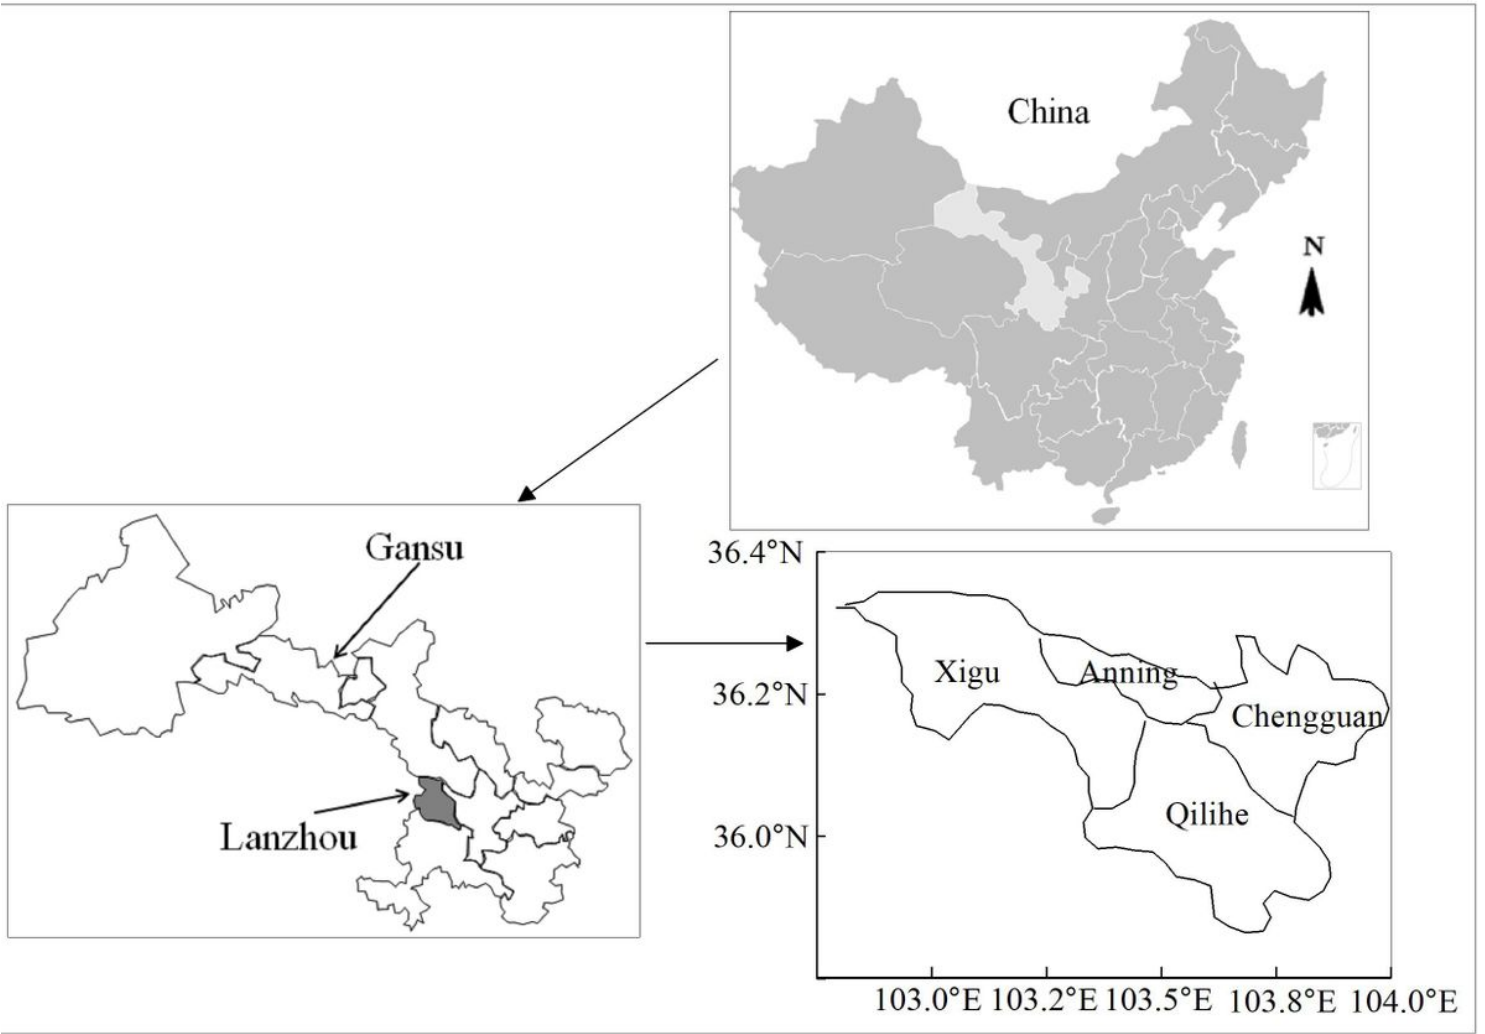 China
N
Gansu
Lanzhou
36.4°N
36.2°N
36.0°N
Xigu
Anning
Chengguan
Qilihe
103.0°E 103.2°E 103.5°E 103.8°E 104.0°E